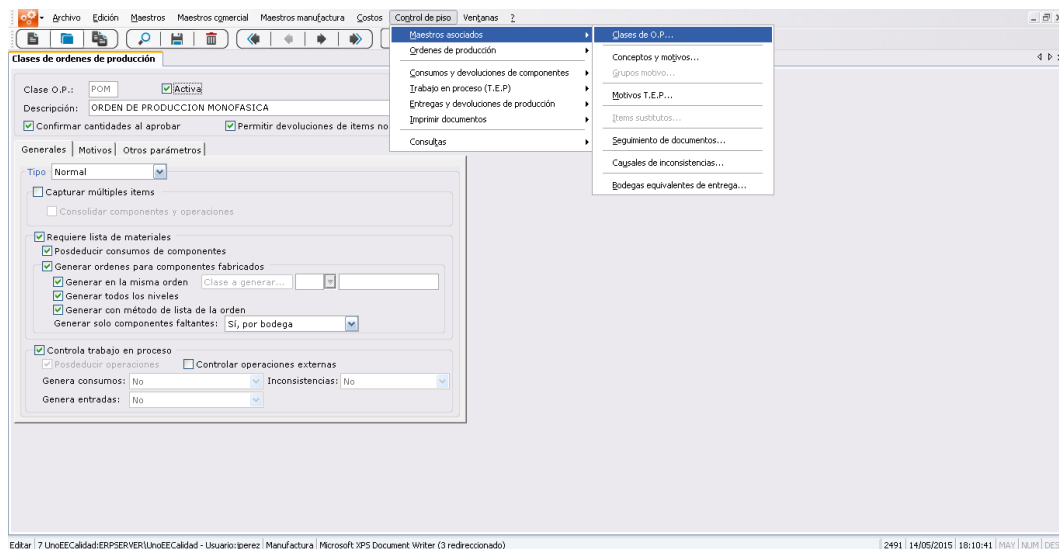 Archivo Edición Maestros Maestros comercial Maestros manufactura Costos Control de piso Ventanas ?
Maestros asociados
Ordenes de producción
Consumos y devoluciones de componentes
Trabajo en proceso (T.E.P)
Entregas y devoluciones de producción
Imprimir documentos
Consultas
Clases de O.P...
Conceptos y motivos...
Grupos motivo...
Motivos T.E.P...
Items sustitutos...
Seguimiento de documentos...
Causales de inconsistencias...
Bodegas equivalentes de entrega...
Clases de ordenes de producción
Clase O.P.: POM Activa
Descripción: ORDEN DE PRODUCCION MONOFASICA
Confirmar cantidades al aprobar Permitir devoluciones de items no
Generales Motivos Otros parámetros
Tipo Normal
Capturar múltiples items
Consolidar componentes y operaciones
Requiere lista de materiales
Posdeducir consumos de componentes
Generar ordenes para componentes fabricados
Generar en la misma orden Clase a generar...
Generar todos los niveles
Generar con método de lista de la orden
Generar solo componentes faltantes: Sí, por bodega
Controla trabajo en proceso
Posdeducir operaciones Controlar operaciones externas
Genera consumos: No Inconsistencias: No
Genera entradas: No
Editar 7 UnoEECalidad:ERPSERVER\UnoEECalidad - Usuario:jperez Manufactura Microsoft XPS Document Writer (3 redireccionado) 2491 14/05/2015 18:10:41 MAY NUM DES